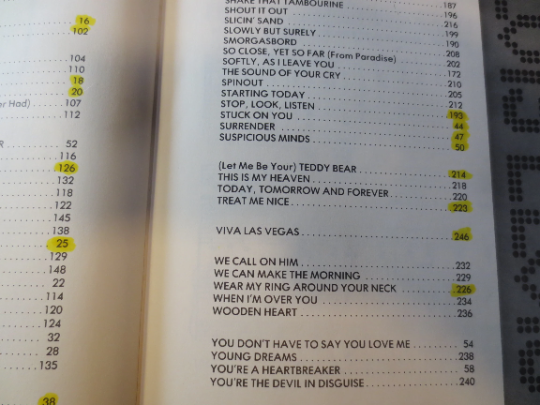 16
102
104
110
18
20
or Had) 107
112
R 52
116
126
132
118
122
145
138
25
129
148
22
114
120
124
32
28
135
38
SHAKE THAT TAMBOURINE 187
SHOUT IT OUT 196
SLICIN' SAND 216
SLOWLY BUT SURELY 199
SMORGASBORD 190
SO CLOSE, YET SO FAR (From Paradise) 208
SOFTLY, AS I LEAVE YOU 202
THE SOUND OF YOUR CRY 172
SPINOUT 210
STARTING TODAY 205
STOP, LOOK, LISTEN 212
STUCK ON YOU 193
SURRENDER 44
SUSPICIOUS MINDS 47
50
(Let Me Be Your) TEDDY BEAR 214
THIS IS MY HEAVEN 218
TODAY, TOMORROW AND FOREVER 220
TREAT ME NICE 223
VIVA LAS VEGAS 246
WE CALL ON HIM 232
WE CAN MAKE THE MORNING 229
WEAR MY RING AROUND YOUR NECK 226
WHEN I'M OVER YOU 234
WOODEN HEART 236
YOU DON'T HAVE TO SAY YOU LOVE ME 54
YOUNG DREAMS 238
YOU'RE A HEARTBREAKER 58
YOU'RE THE DEVIL IN DISGUISE 240